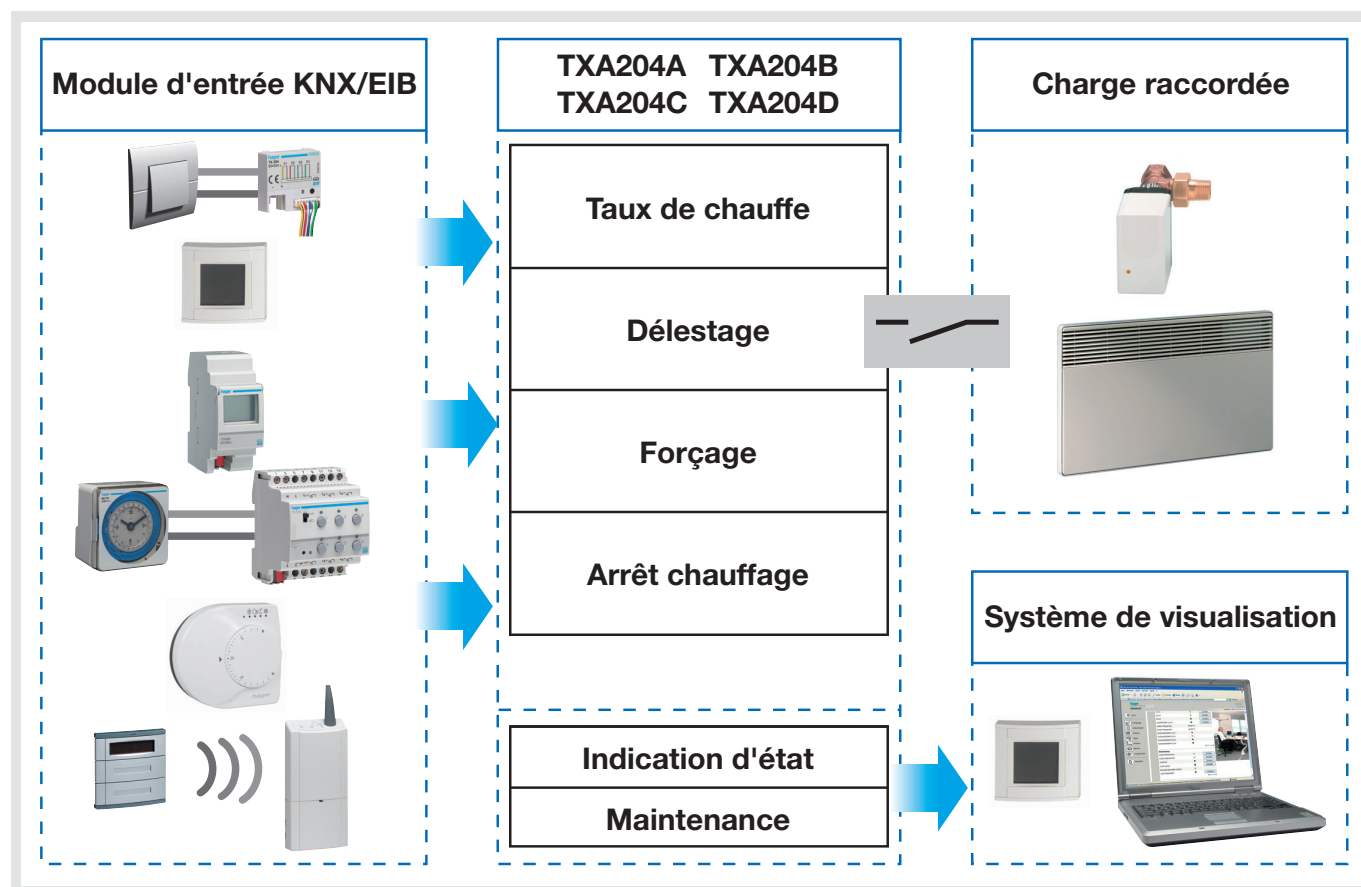 Module d'entrée KNX/EIB
TXA204A TXA204B
TXA204C TXA204D
Charge raccordée
Taux de chauffe
Délestage
Forçage
Arrêt chauffage
Système de visualisation
Indication d'état
Maintenance